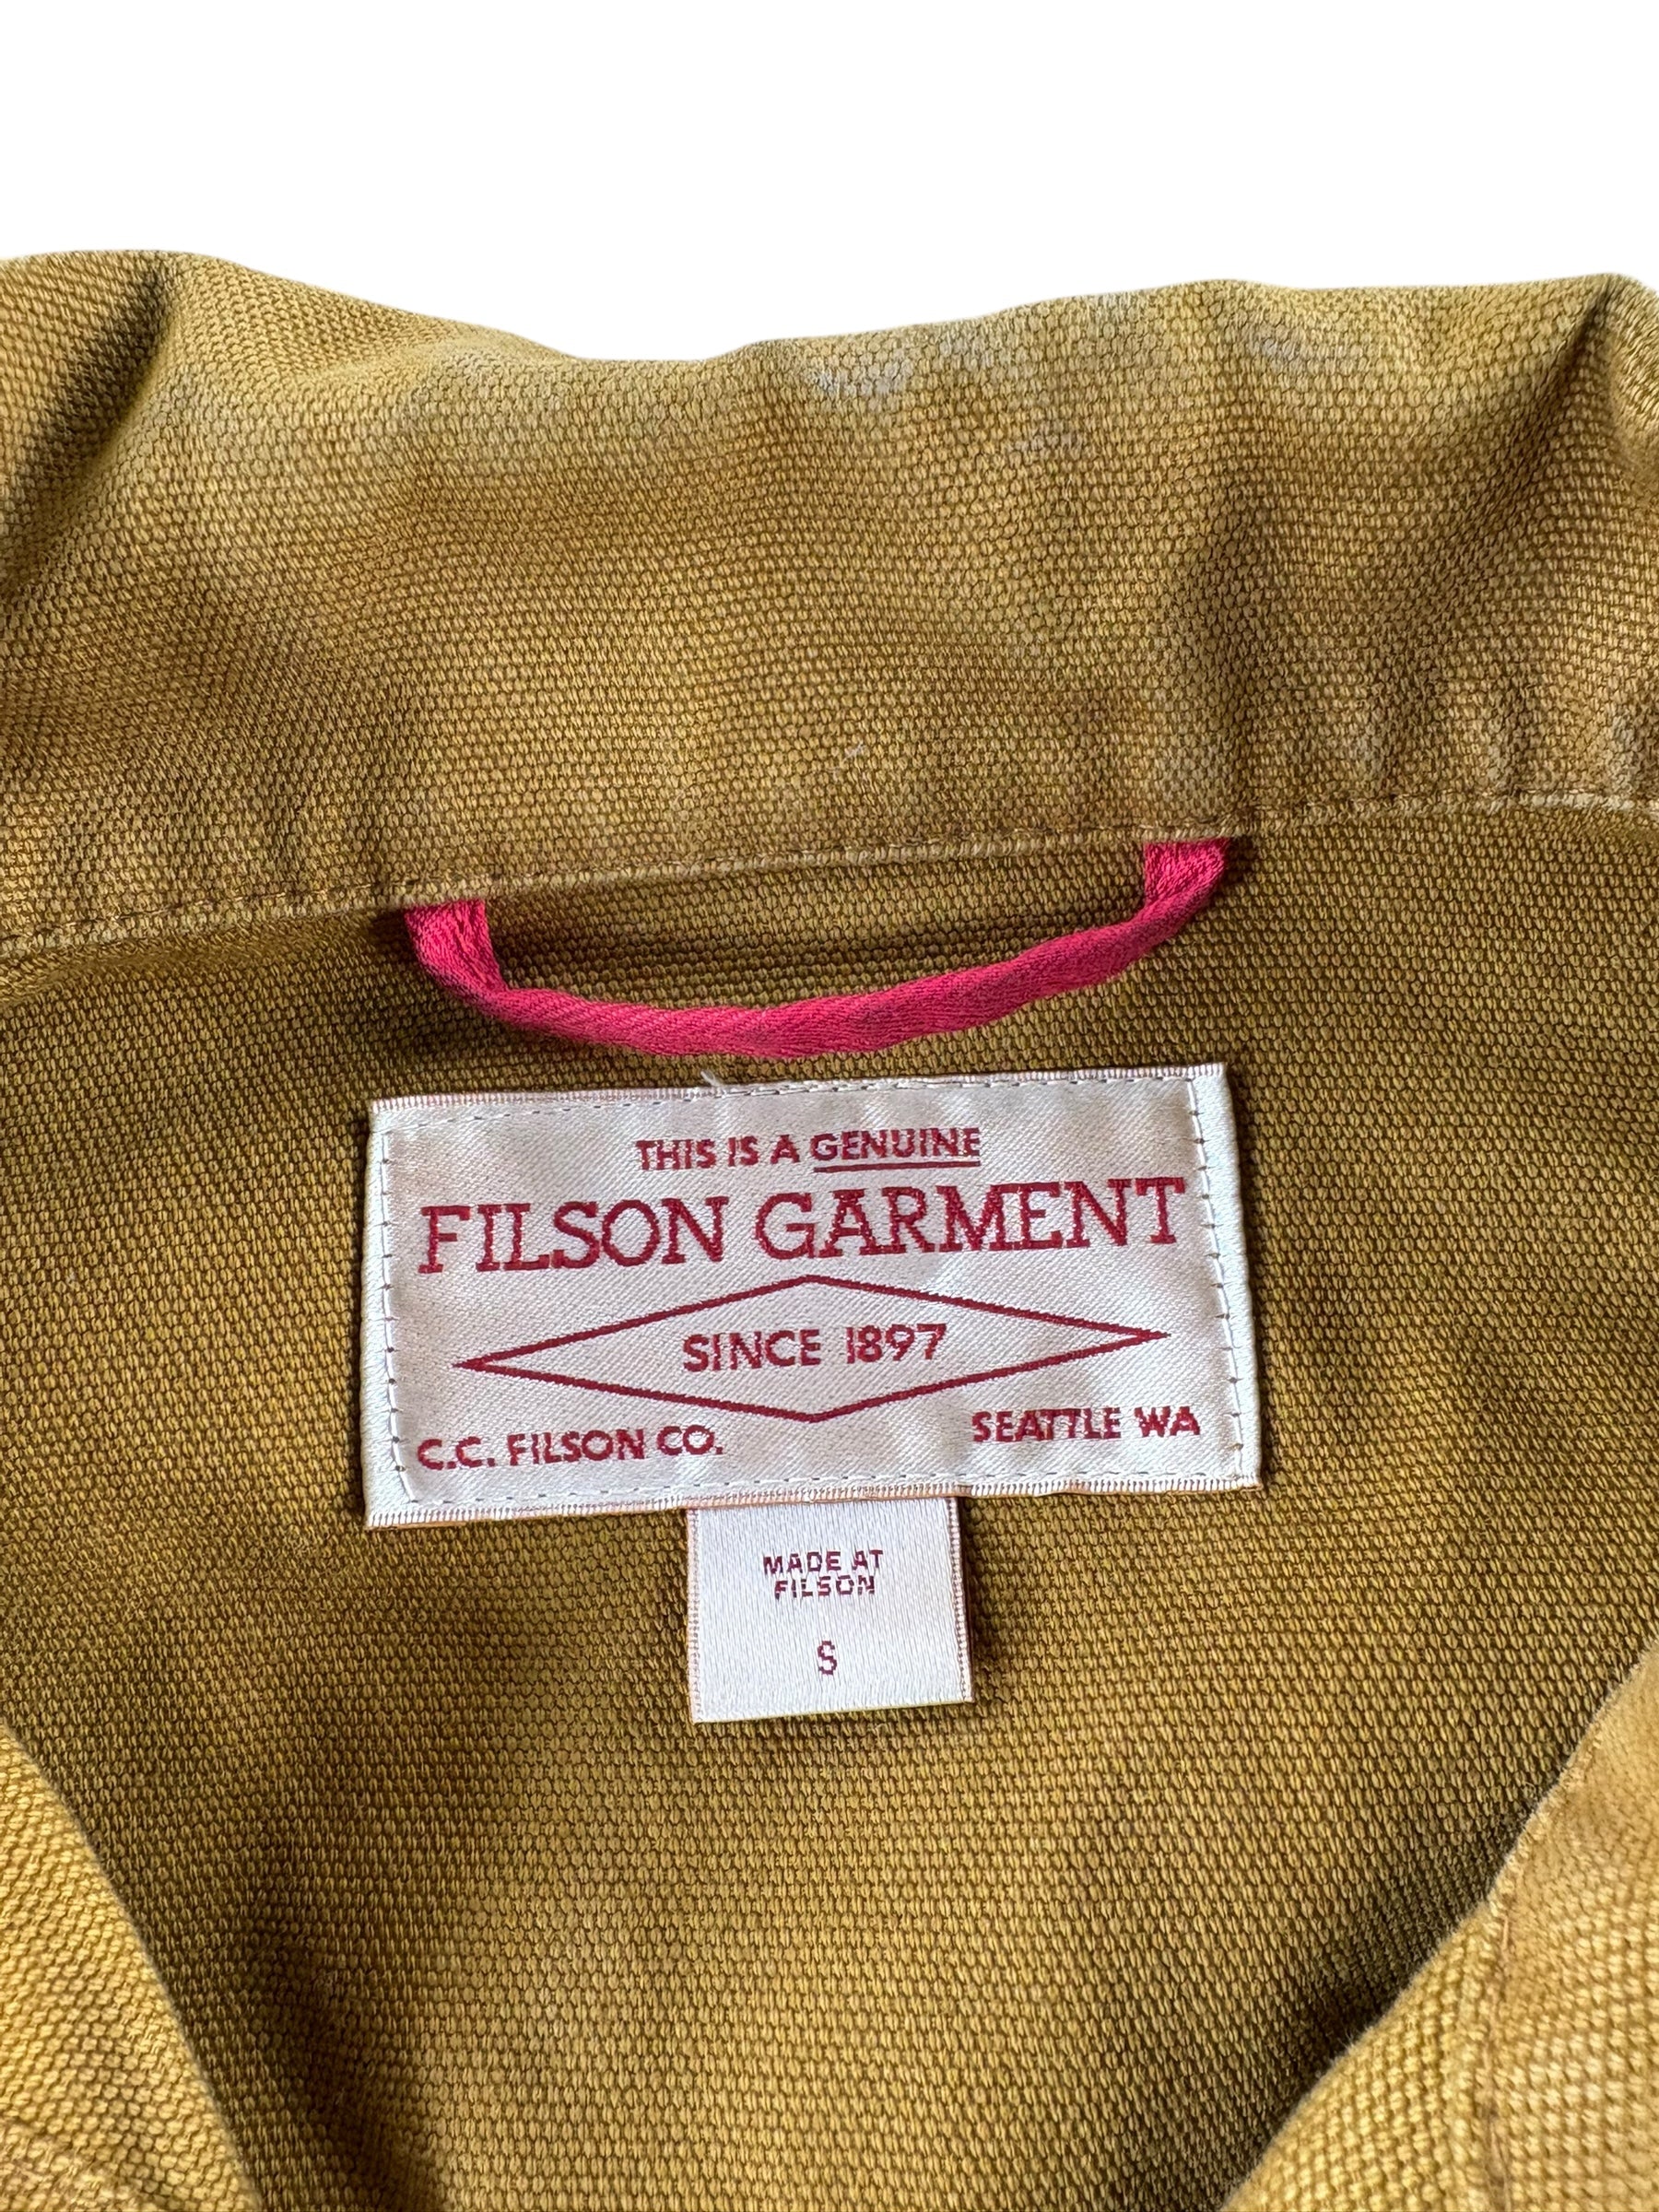 THIS IS A GENUINE
FILSON GARMENT
SINCE 1897
C.C. FILSON CO. SEATTLE WA
MADE AT
FILSON
S